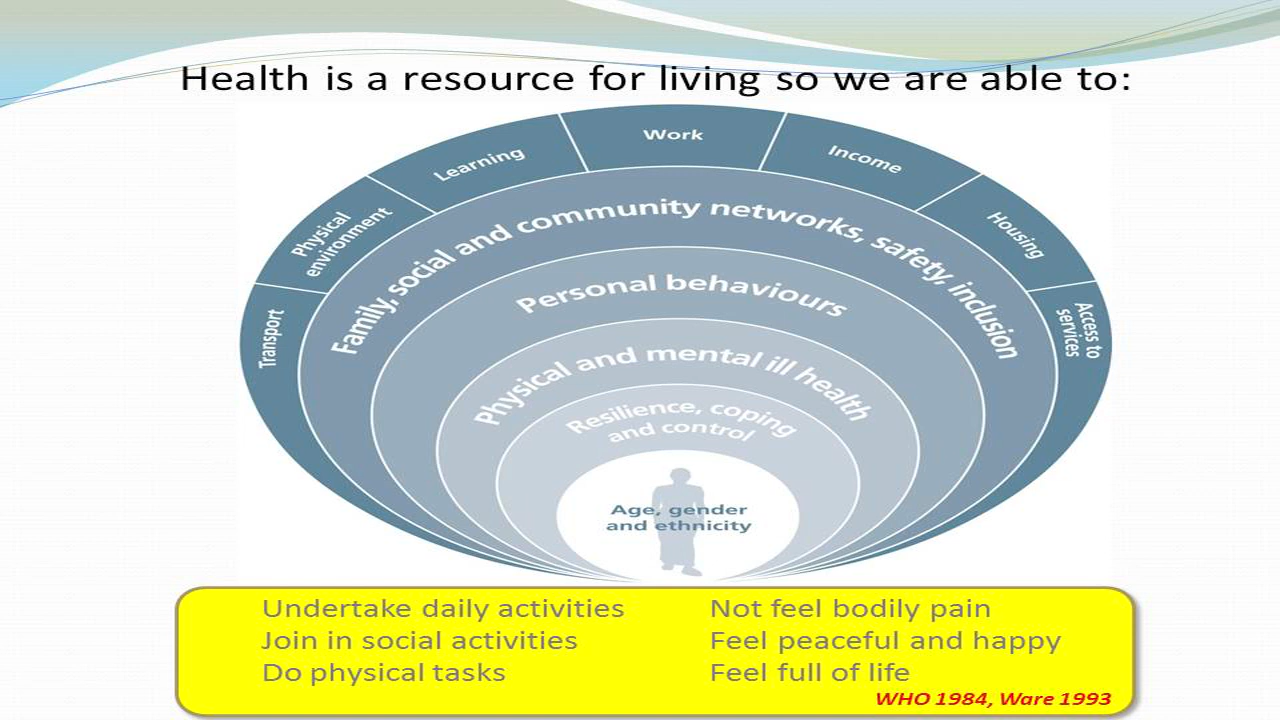 Health is a resource for living so we are able to:
Work
Learning
Income
Physical
environment
Housing
Transport
Access to
services
Family, social and community networks, safety, inclusion
Personal behaviours
Physical and mental ill health
Resilience, coping
and control
Age, gender
and ethnicity
Undertake daily activities
Join in social activities
Do physical tasks
Not feel bodily pain
Feel peaceful and happy
Feel full of life
WHO 1984, Ware 1993